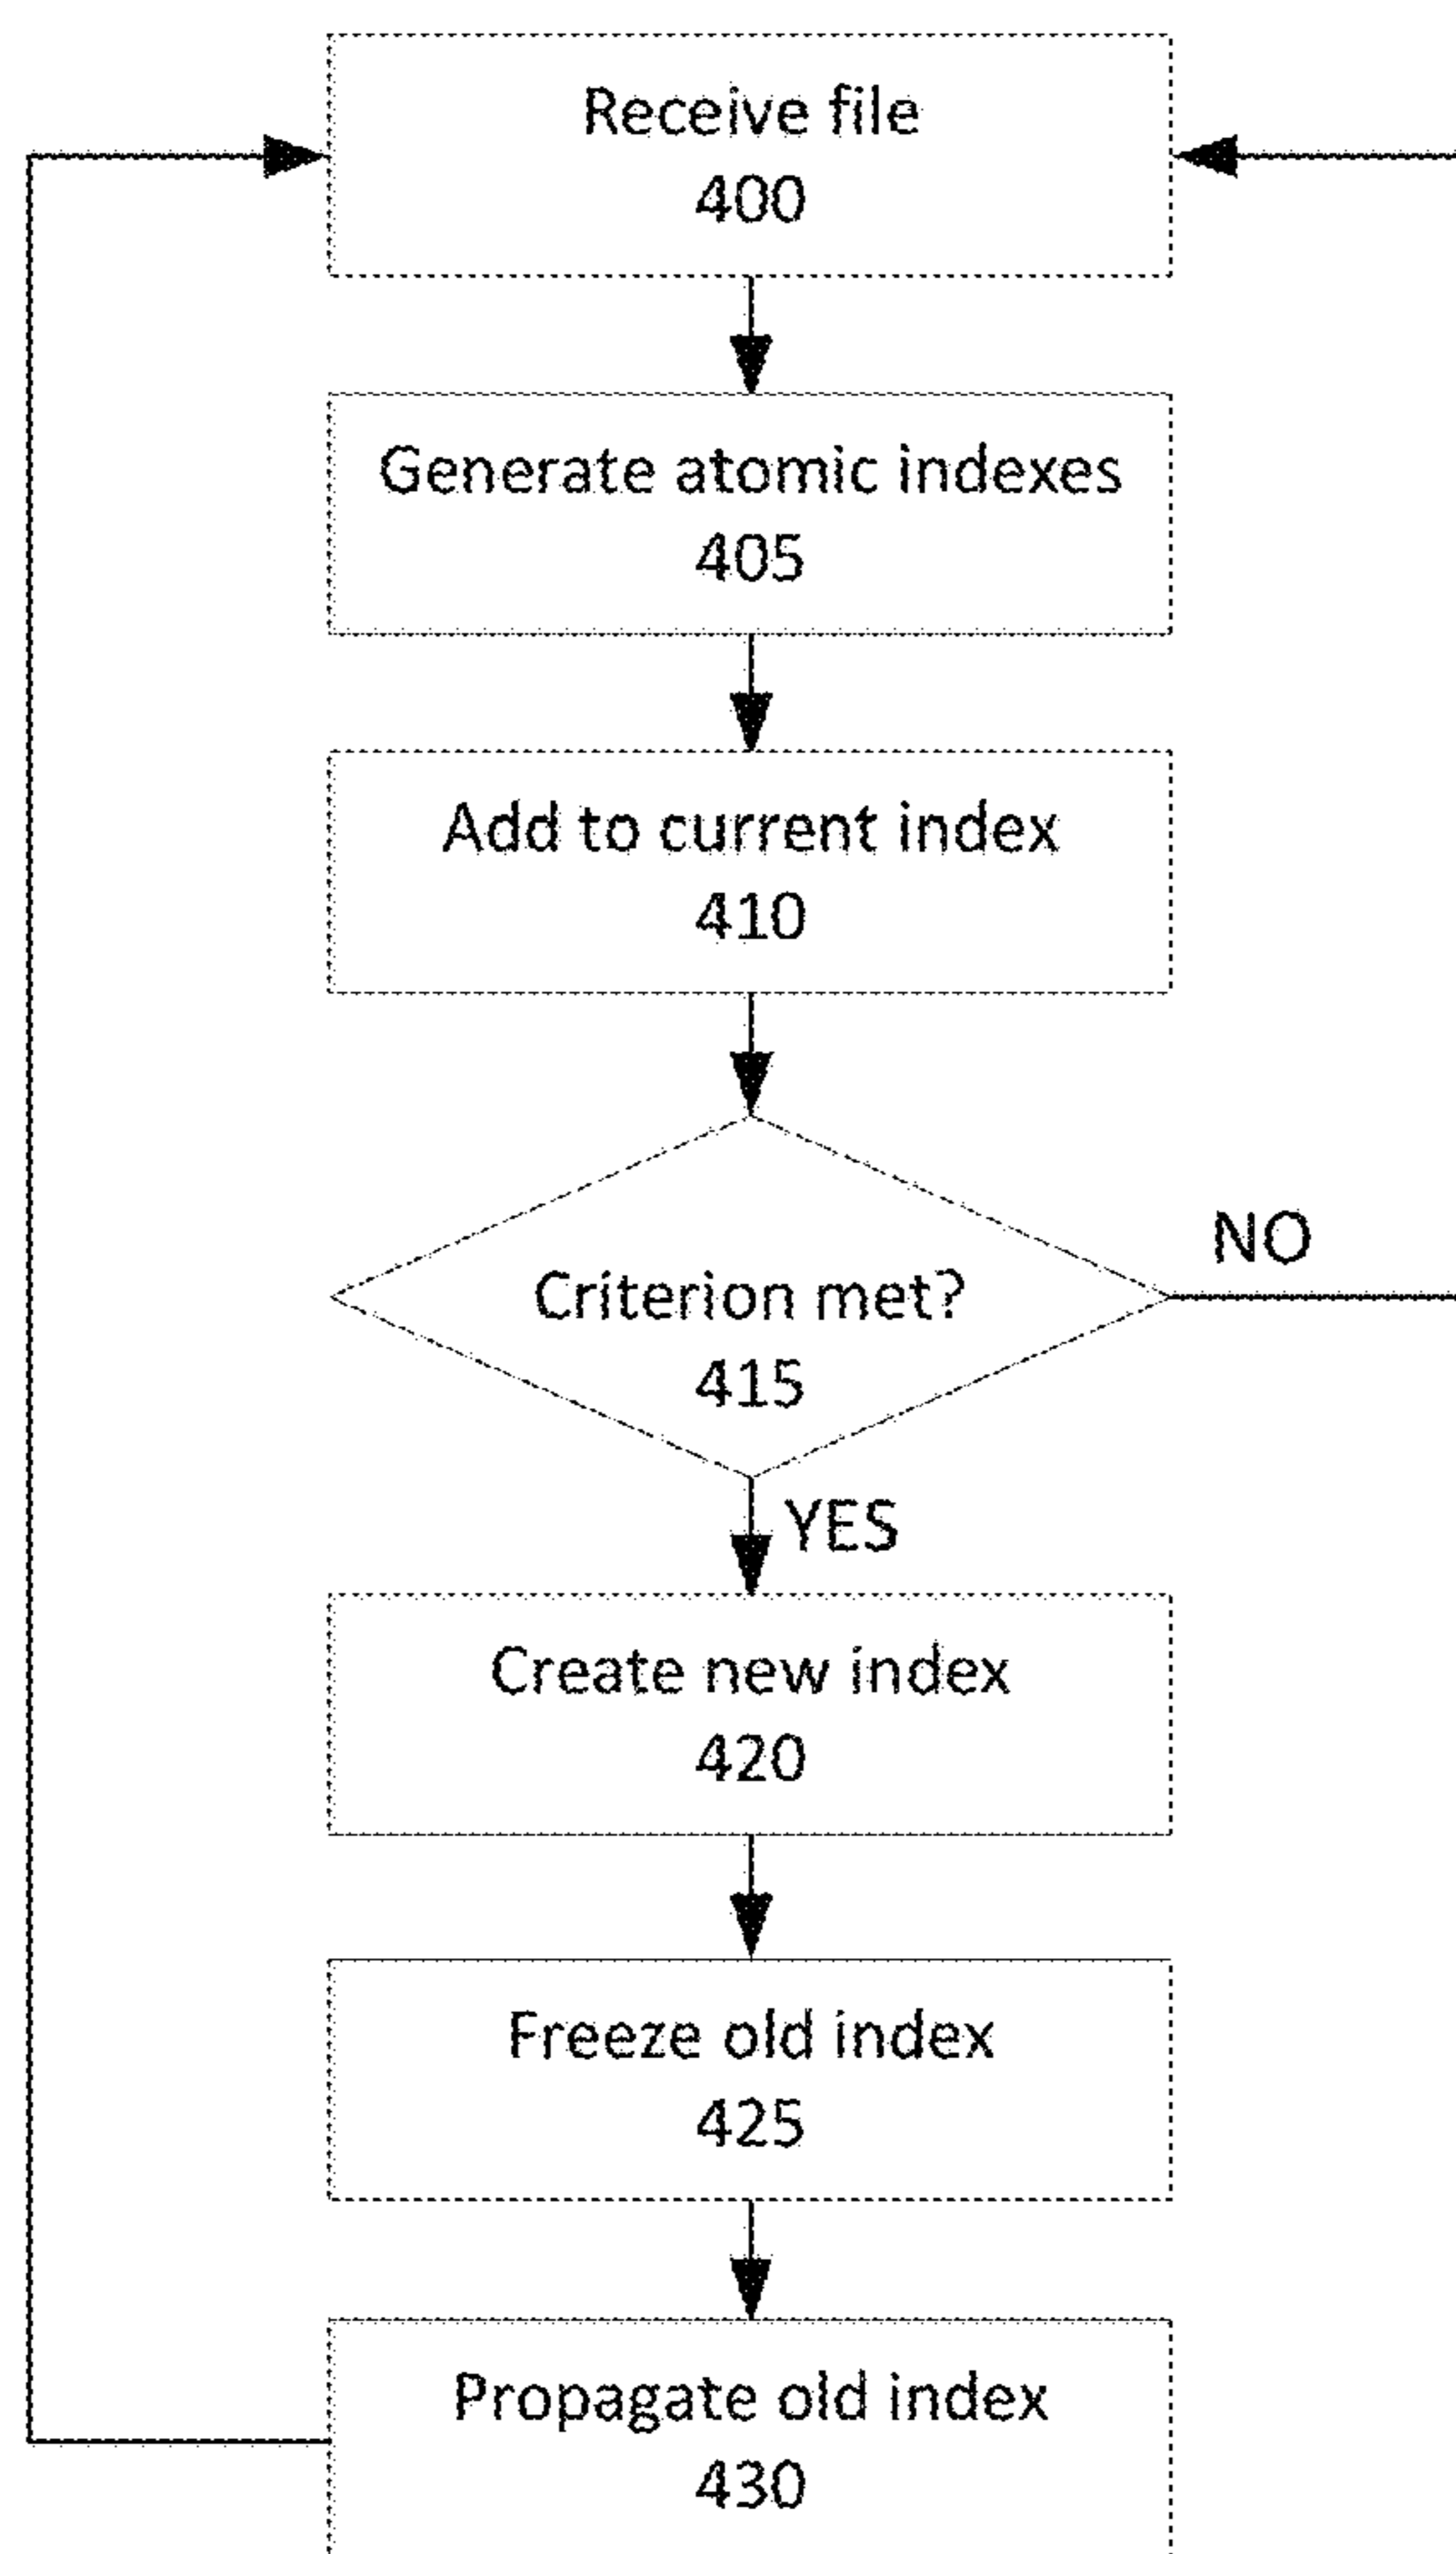 Receive file
400
Generate atomic indexes
405
Add to current index
410
Criterion met?
415
NO
YES
Create new index
420
Freeze old index
425
Propagate old index
430